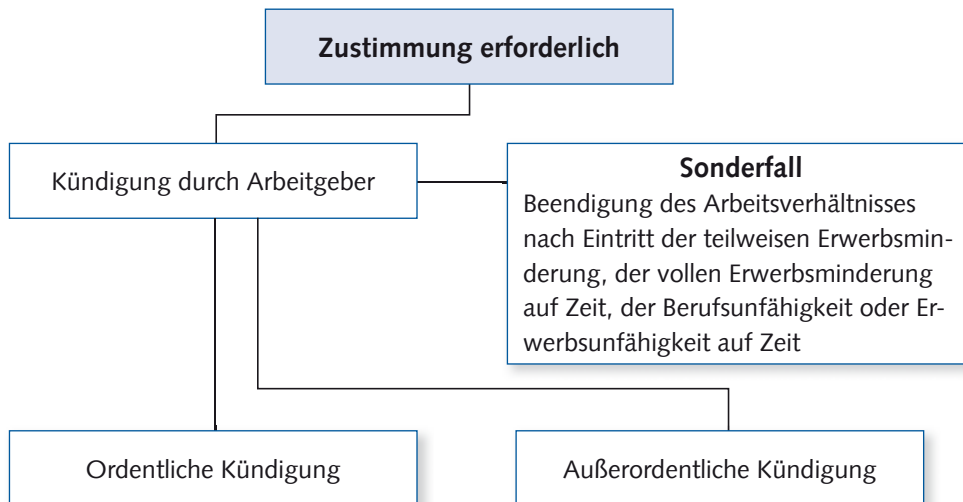 Zustimmung erforderlich
Kündigung durch Arbeitgeber
Sonderfall
Beendigung des Arbeitsverhältnisses
nach Eintritt der teilweisen Erwerbsmin-
derung, der vollen Erwerbsminderung
auf Zeit, der Berufsunfähigkeit oder Er-
werbsunfähigkeit auf Zeit
Ordentliche Kündigung
Außerordentliche Kündigung